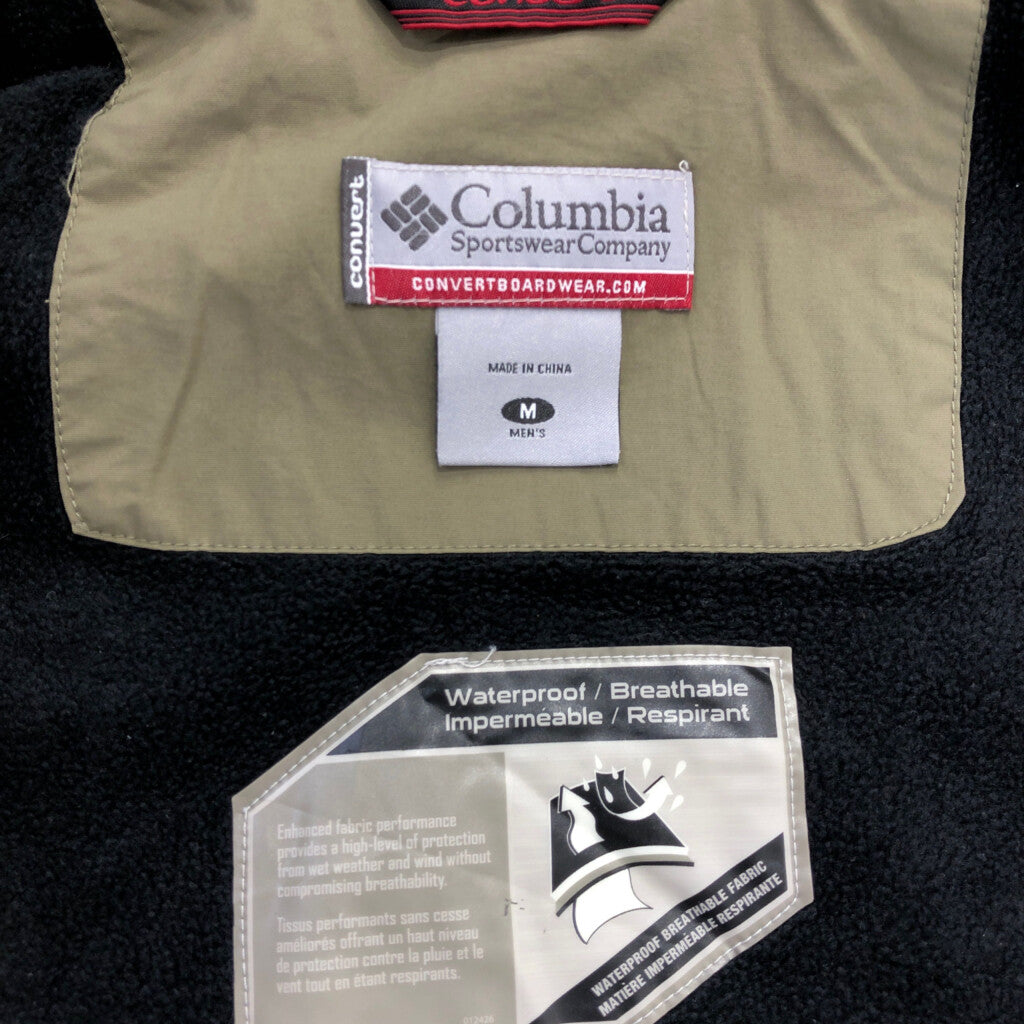 convert
Columbia
Sportswear Company
CONVERTBOARDWEAR.COM
MADE IN CHINA
M
MEN'S
Waterproof / Breathable
Imperméable / Respirant
Enhanced fabric performance
provides a high-level of protection
from wet weather and wind without
compromising breathability.
Tissus performants sans cesse
améliorés offrant un haut niveau
de protection contre la pluie et le
vent tout en étant respirants.
WATERPROOF BREATHABLE FABRIC
MATIÈRE IMPERMÉABLE RESPIRANTE
012426